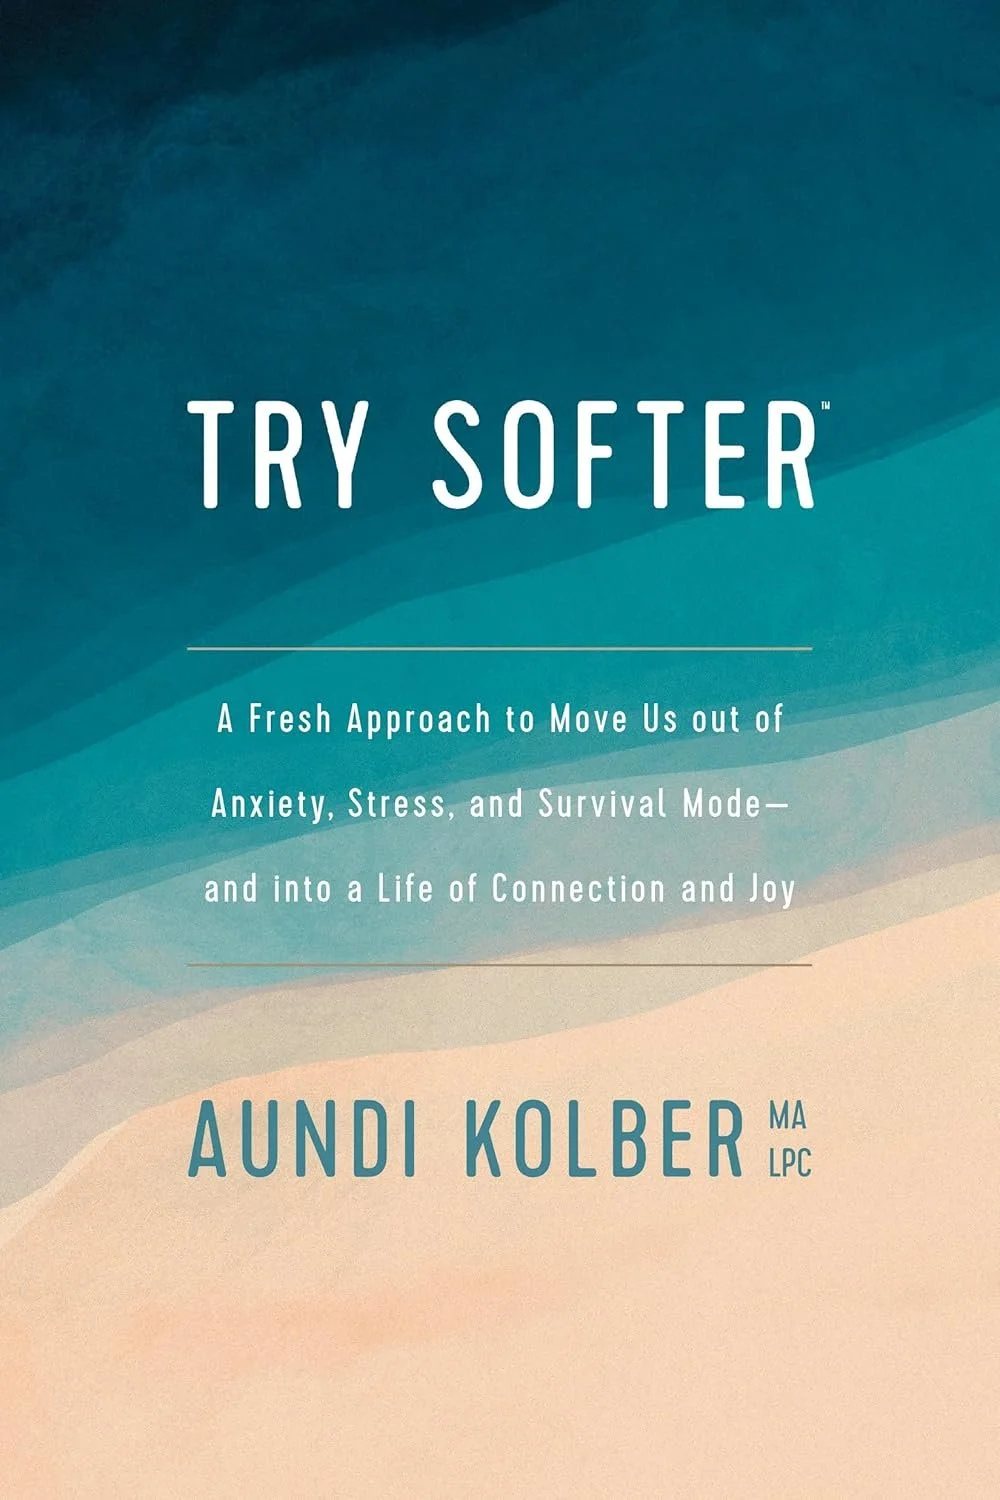 TRY SOFTER™
A Fresh Approach to Move Us out of
Anxiety, Stress, and Survival Mode—
and into a Life of Connection and Joy
AUNDI KOLBER MA
LPC